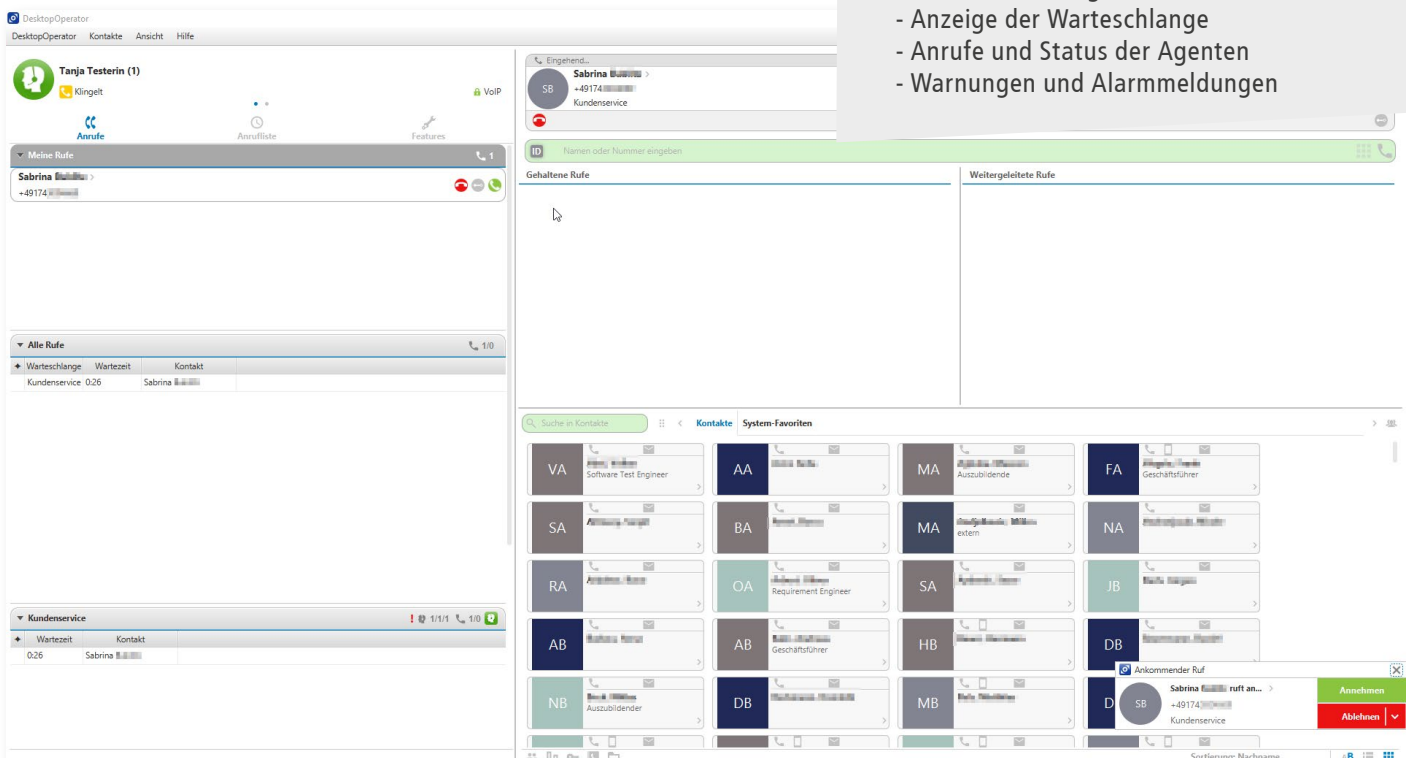 DesktopOperator
DesktopOperator Kontakte Ansicht Hilfe
- Anzeige der Warteschlange
- Anrufe und Status der Agenten
- Warnungen und Alarmmeldungen
Tanja Testerin (1)
Klingelt
VoIP
Anrufe
Anrufliste
Features
Meine Rufe
1
Sabrina
+49174
Eingehend...
SB
Sabrina
+49174
Kundenservice
ID
Namen oder Nummer eingeben
Gehaltene Rufe
Weitergeleitete Rufe
Alle Rufe
1/0
Warteschlange Wartezeit Kontakt
Kundenservice 0:26 Sabrina
Kundenservice
1/1/1 1/0
Wartezeit Kontakt
0:26 Sabrina
Suche in Kontakte
Kontakte System-Favoriten
VA
Software Test Engineer
AA
MA
Auszubildende
FA
Geschäftsführer
SA
BA
MA
extern
NA
RA
OA
Requirement Engineer
SA
JB
AB
AB
Geschäftsführer
HB
DB
NB
Auszubildender
DB
MB
D
Ankommender Ruf
SB
Sabrina ruft an...
+49174
Kundenservice
Annehmen
Ablehnen
Sortierung: Nachname